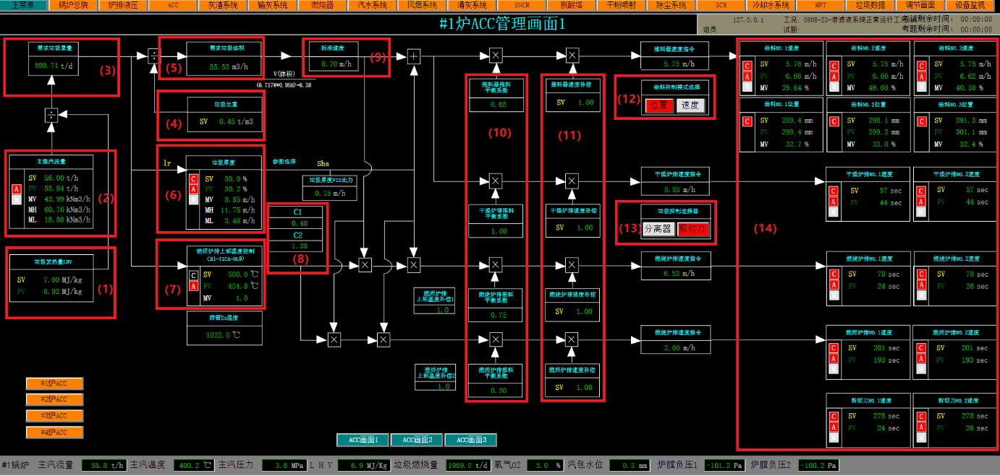 主菜单 锅炉总貌 炉排液压 ACC 灰渣系统 输灰系统 燃烧器 汽水系统 风烟系统 清灰系统 SNCR 脱酸塔 干粉喷射 除尘系统 SCR 冷却水系统 MFT 垃圾数据 调节画面 设备监视
#1炉ACC管理画面1
127.0.0.1 工况: 0808-23-渗滤液系统正常运行工况 考试剩余时间: 00:00:00
组员 试题: 考题剩余时间: 00:00:00
需求垃圾重量
599.71 t/d
(3)
÷
主蒸汽流量
SV 56.00 t/h
A PV 55.84 t/h
M MV 43.99 kNm3/h
MH 60.76 kNm3/h
ML 18.86 kNm3/h
(2)
垃圾发热量LHV
SV 7.00 MJ/kg
PV 6.92 MJ/kg
(1)
÷
需求垃圾体积
55.53 m3/h
(5)
V(体积)
(6.717W*0.95H)-6.38
垃圾比重
SV 0.45 t/m3
(4)
lr
垃圾厚度
C SV 50.0 %
A PV 50.2 %
M MV 8.85 m/h
MH 11.75 m/h
ML 3.48 m/h
(6)
参数选择 Sbs
垃圾厚度PID出力
0.15 m/h
燃烬炉排上部温度控制
(B1-TICA-0L9)
C SV 500.0 ℃
A PV 454.8 ℃
MV 1.0
(7)
滞留2s温度
1022.0 ℃
C1
0.40
C2
1.35
(8)
标准速度
8.70 m/h
(9)
燃烬炉排
上部温度补偿1
1.0
燃烬炉排
上部温度补偿2
1.0
推料器推料
平衡系数
0.65
(10)
干燥炉排推料
平衡系数
1.00
燃烧炉排推料
平衡系数
0.75
燃烬炉排推料
平衡系数
0.30
推料器速度补偿
SV 1.00
(11)
干燥炉排速度补偿
SV 1.00
燃烧炉排速度补偿
SV 1.00
燃烬炉排速度补偿
SV 1.00
推料器速度指令
5.75 m/h
给料控制模式选择
(12) 位置 速度
干燥炉排速度指令
8.85 m/h
垃圾控制选择器
(13) 分离器 剪切刀
燃烧炉排速度指令
6.53 m/h
燃烬炉排速度指令
2.60 m/h
(14)
给料NO.1速度 给料NO.2速度 给料NO.3速度
C SV 5.76 m/h C SV 5.75 m/h C SV 5.75 m/h
A PV 6.66 m/h A PV 6.66 m/h A PV 6.62 m/h
M MV 39.64 % M MV 49.68 % M MV 40.58 %
给料NO.1位置 给料NO.2位置 给料NO.3位置
C SV 289.4 mm C SV 290.1 mm C SV 291.3 mm
PV 299.4 mm PV 299.2 mm PV 301.1 mm
MV 32.7 % MV 33.0 % MV 32.4 %
干燥炉排NO.1速度 干燥炉排NO.2速度
C SV 57 sec C SV 57 sec
A PV 44 sec A PV 44 sec
M M
燃烧炉排NO.1速度 燃烧炉排NO.2速度
C SV 78 sec C SV 78 sec
A PV 24 sec A PV 26 sec
M M
燃烬炉排NO.1速度 燃烬炉排NO.2速度
C SV 201 sec C SV 201 sec
A PV 193 sec A PV 193 sec
M M
剪切刀NO.1速度 剪切刀NO.2速度
C SV 278 sec C SV 278 sec
A PV 24 sec A PV 26 sec
M M
#1炉ACC
#2炉ACC
#3炉ACC
#4炉ACC
ACC画面1 ACC画面2 ACC画面3
#1锅炉 主汽流量 55.8 t/h 主汽温度 400.2 ℃ 主汽压力 3.6 MPa L H V 6.9 MJ/Kg 垃圾燃烧量 1969.0 t/d 氧气O2 5.0 % 汽包水位 0.3 mm 炉膛负压1 -101.2 Pa 炉膛负压2 -100.2 Pa